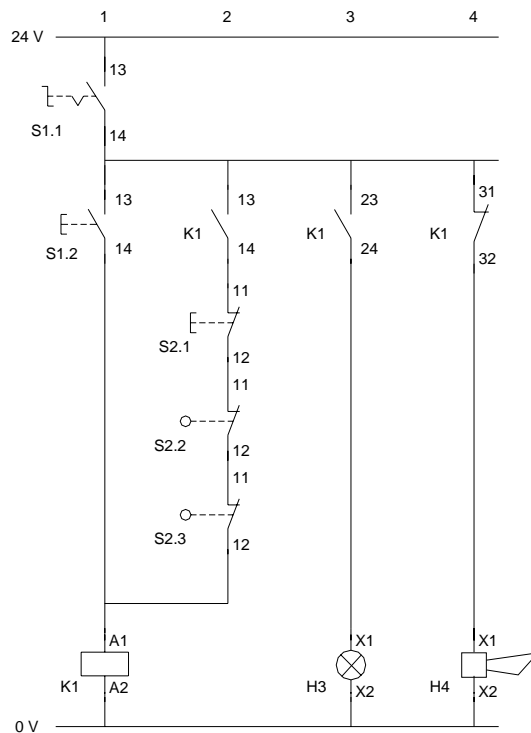 1 2 3 4
24 V
13
S1.1
14
13 13 23 31
S1.2 K1 K1 K1
14 14 24 32
11
S2.1
12
11
S2.2
12
11
S2.3
12
A1 X1 X1
K1 H3 H4
A2 X2 X2
0 V